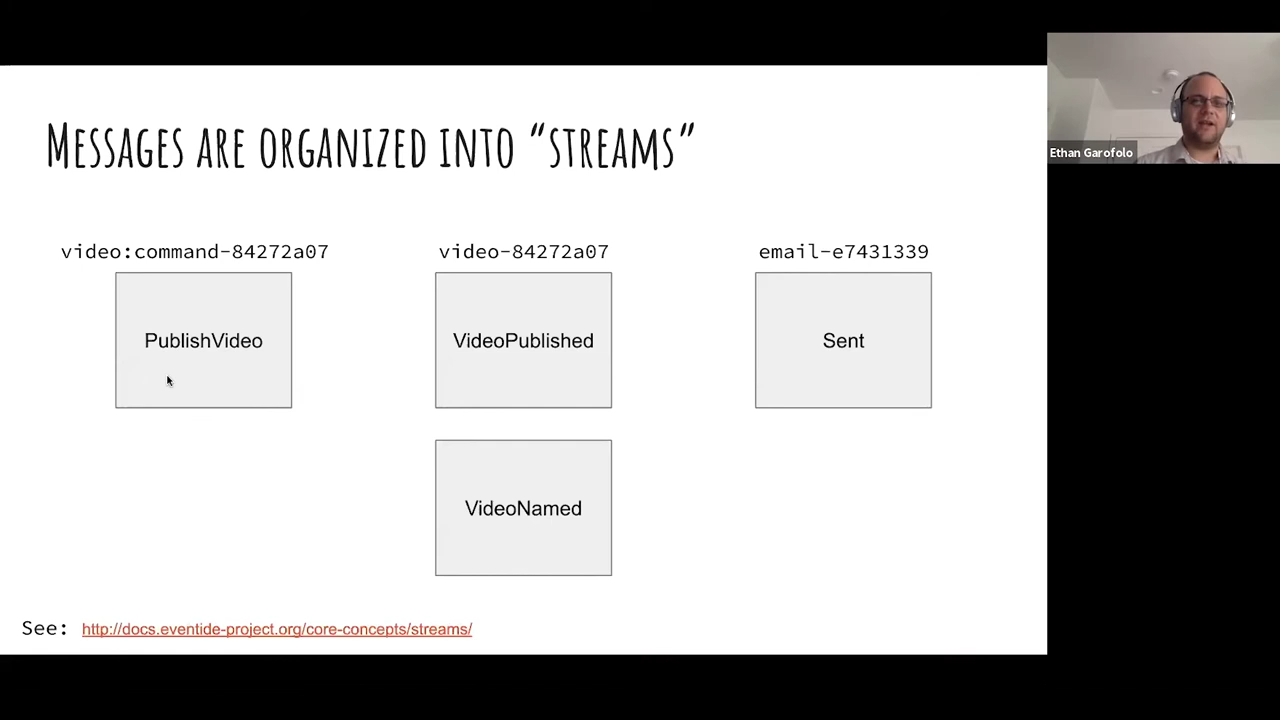 MESSAGES ARE ORGANIZED INTO “STREAMS”
Ethan Garofolo
video:command-84272a07
video-84272a07
email-e7431339
PublishVideo
VideoPublished
Sent
VideoNamed
See: http://docs.eventide-project.org/core-concepts/streams/